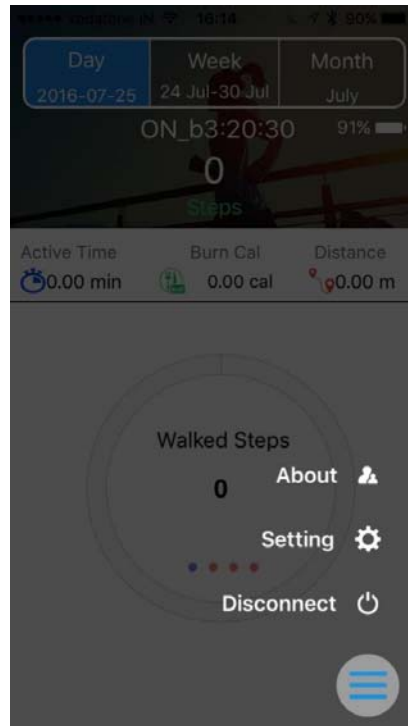 vodafone IN 16:14 90%
Day Week Month
2016-07-25 24 Jul-30 Jul July
ON_b3:20:30 91%
0
Steps
Active Time Burn Cal Distance
0.00 min 0.00 cal 0.00 m
Walked Steps
0
About
Setting
Disconnect